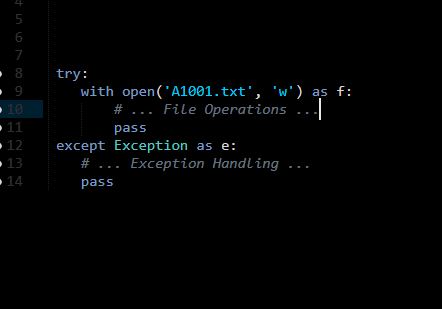 4
5
6
7
8 try:
9 with open('A1001.txt', 'w') as f:
10 # ... File Operations ...
11 pass
12 except Exception as e:
13 # ... Exception Handling ...
14 pass